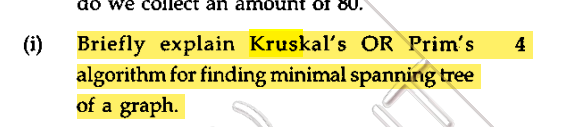 do we collect an amount of 80.
(i) Briefly explain Kruskal's OR Prim's 4
algorithm for finding minimal spanning tree
of a graph.